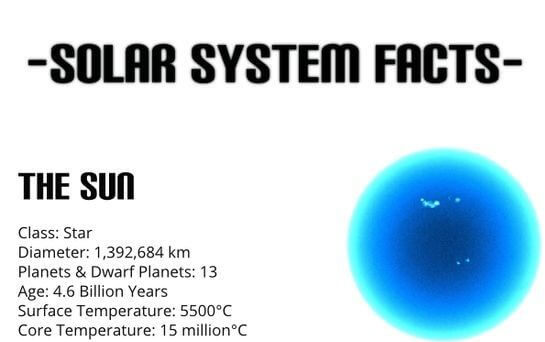 -SOLAR SYSTEM FACTS-
THE SUN
Class: Star
Diameter: 1,392,684 km
Planets & Dwarf Planets: 13
Age: 4.6 Billion Years
Surface Temperature: 5500°C
Core Temperature: 15 million°C